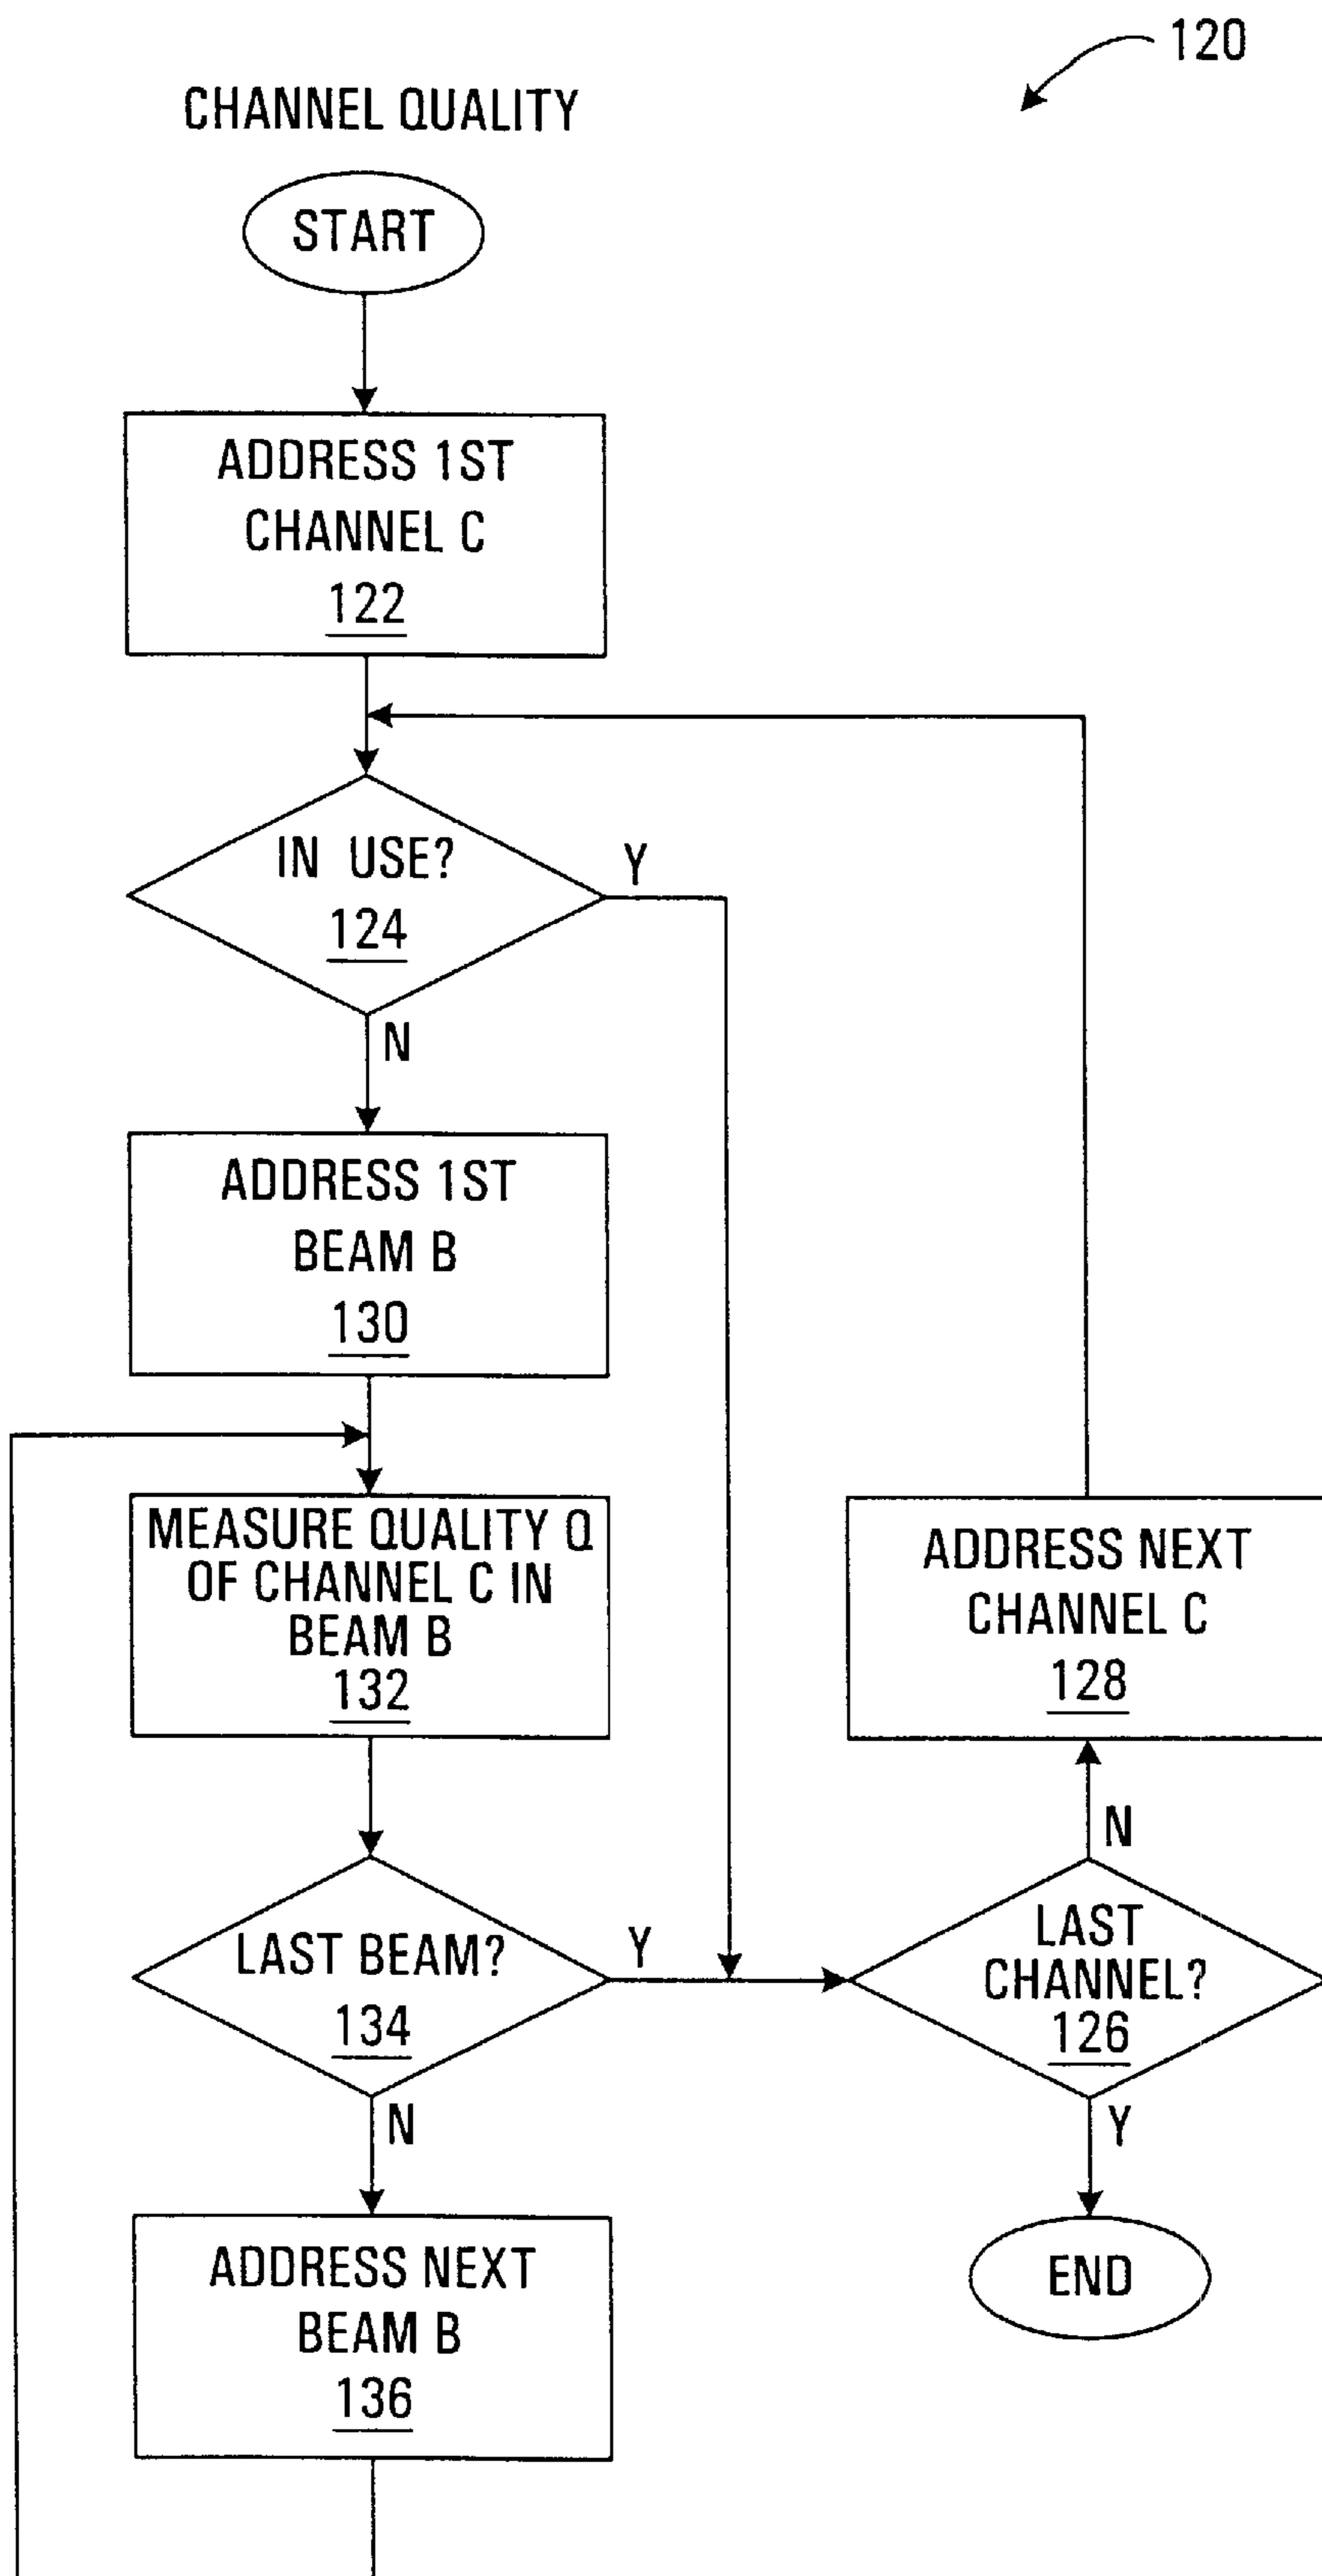 120
CHANNEL QUALITY
START
ADDRESS 1ST
CHANNEL C
122
IN USE?
124
Y
N
ADDRESS 1ST
BEAM B
130
MEASURE QUALITY Q
OF CHANNEL C IN
BEAM B
132
ADDRESS NEXT
CHANNEL C
128
N
LAST BEAM?
134
Y
LAST
CHANNEL?
126
N
Y
ADDRESS NEXT
BEAM B
136
END